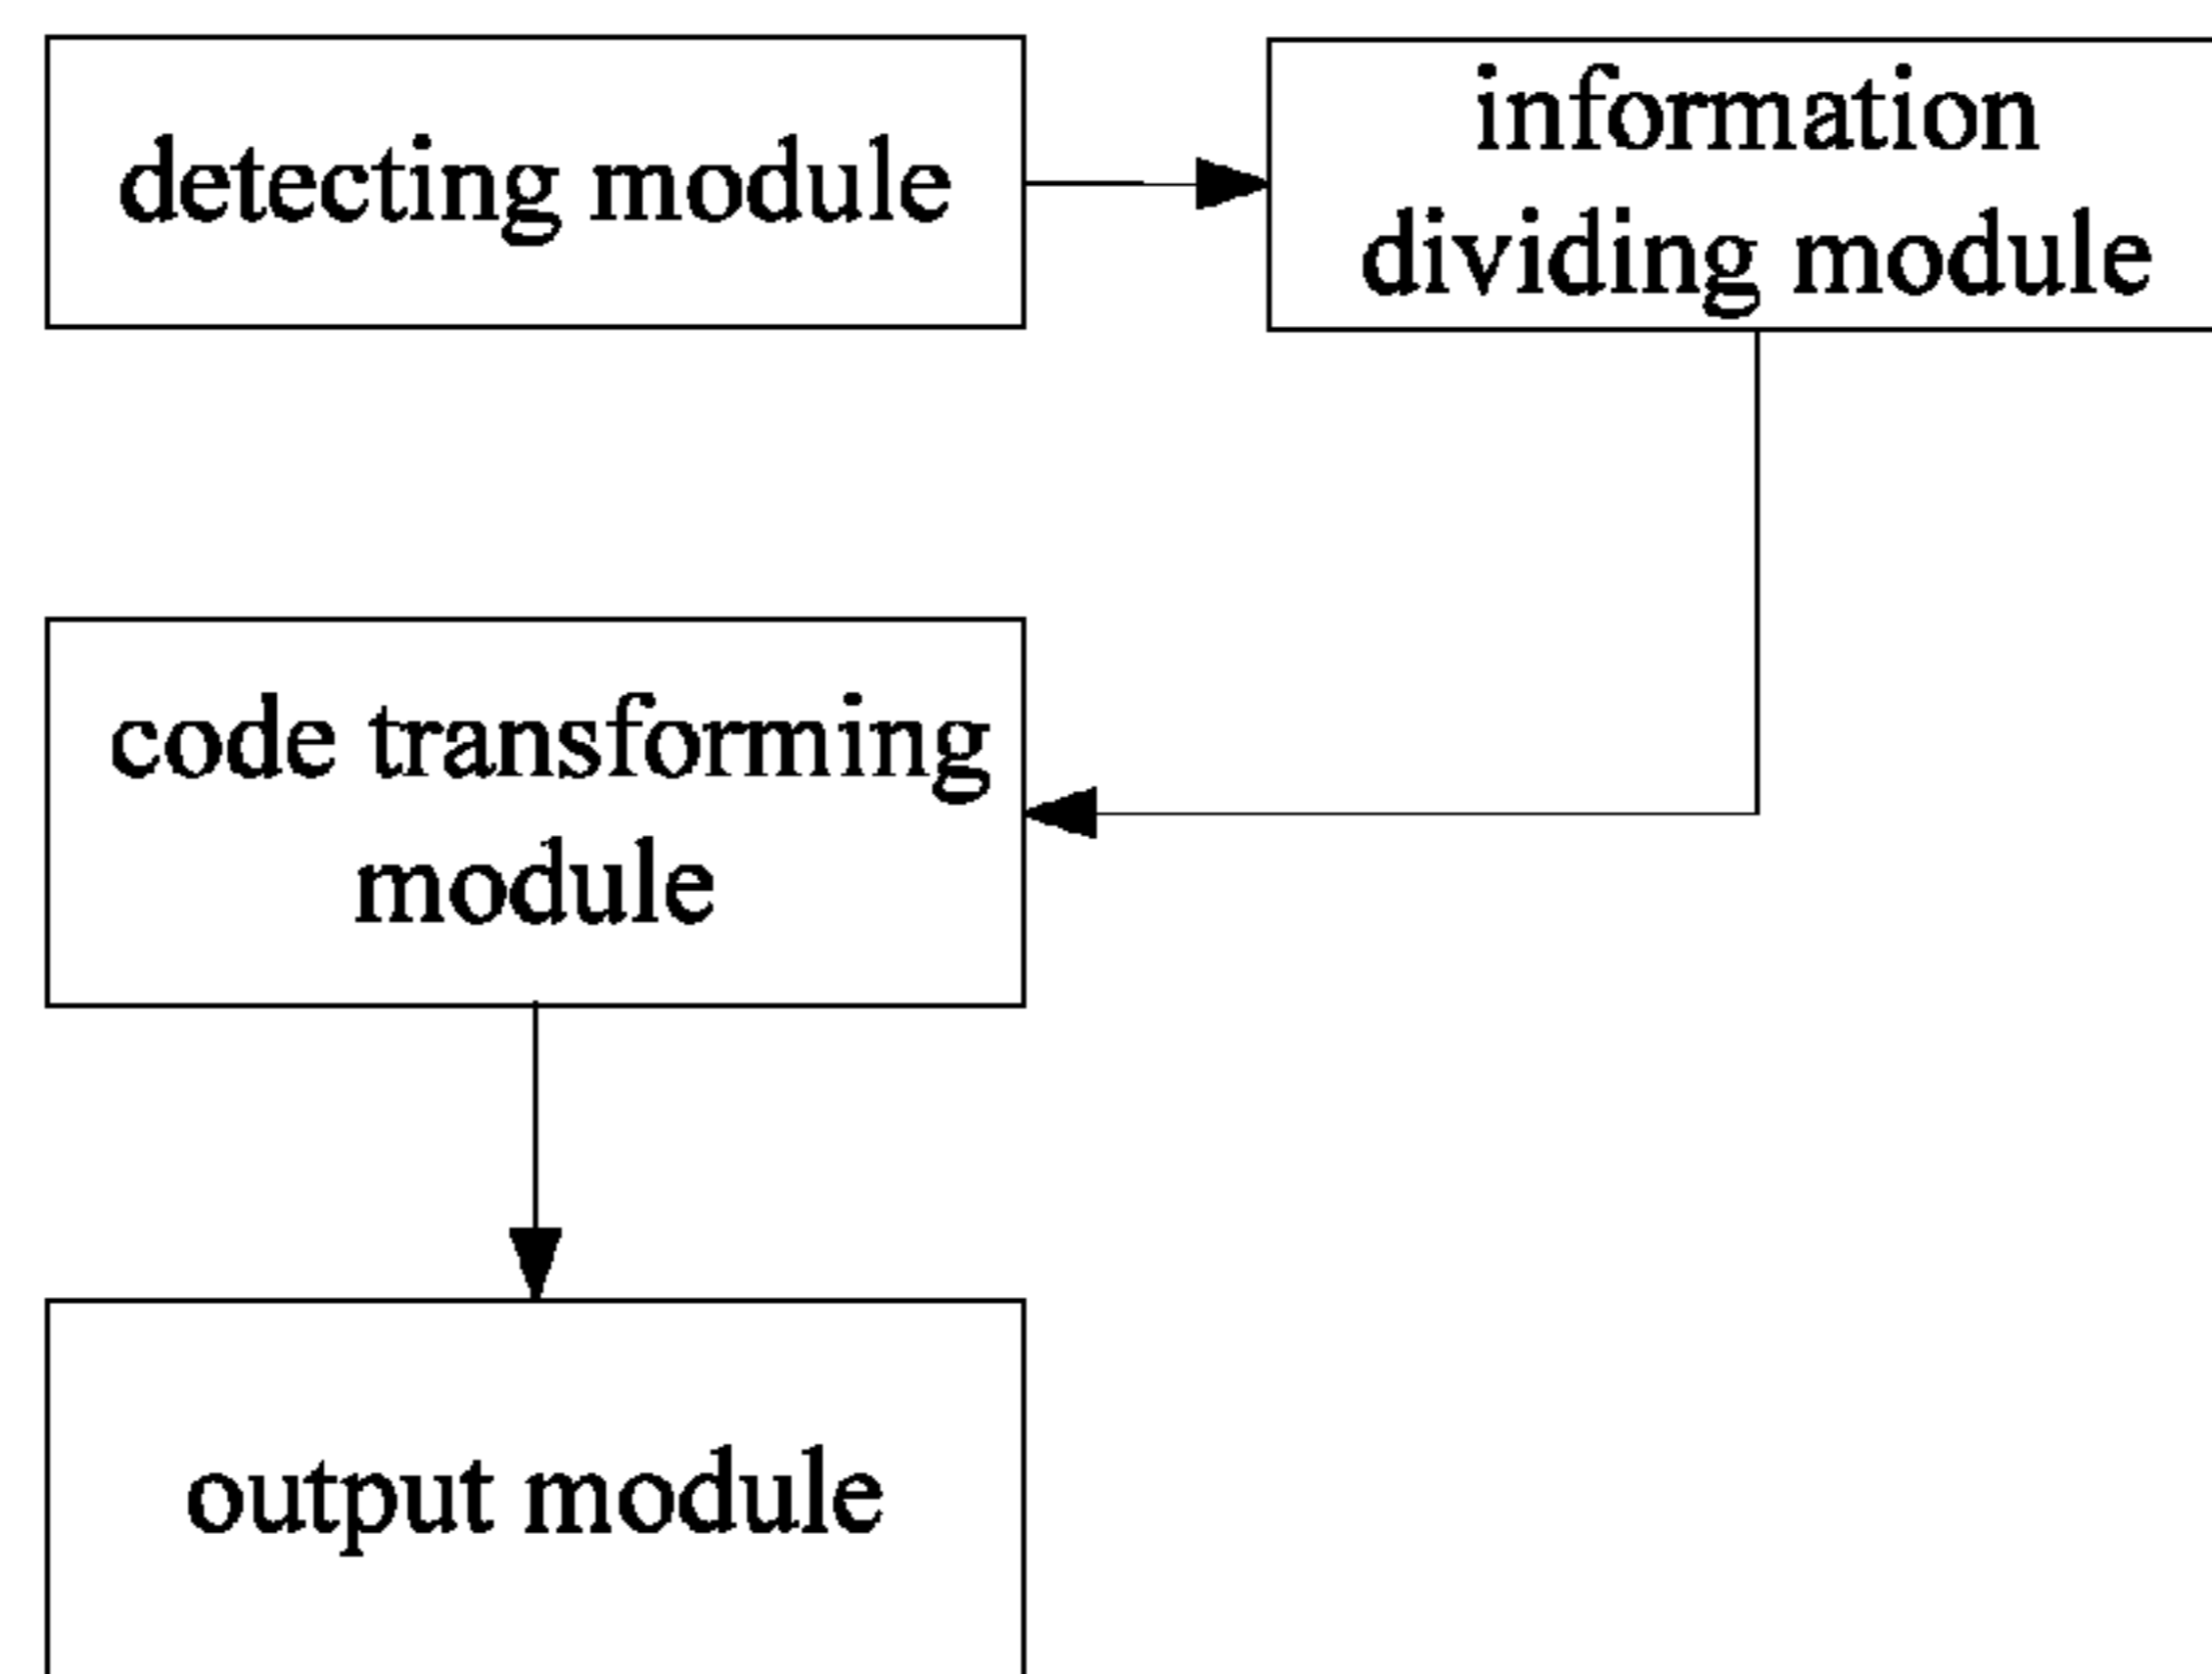 detecting module
information
dividing module
code transforming
module
output module